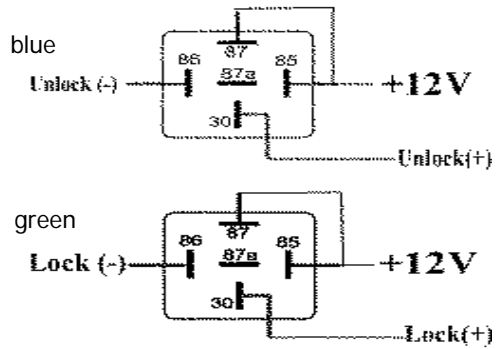 87
blue
86 85
Unlock (-) 87a +12V
30
Unlock(+)
green
87
86 85
Lock (-) 87a +12V
30
Lock(+)